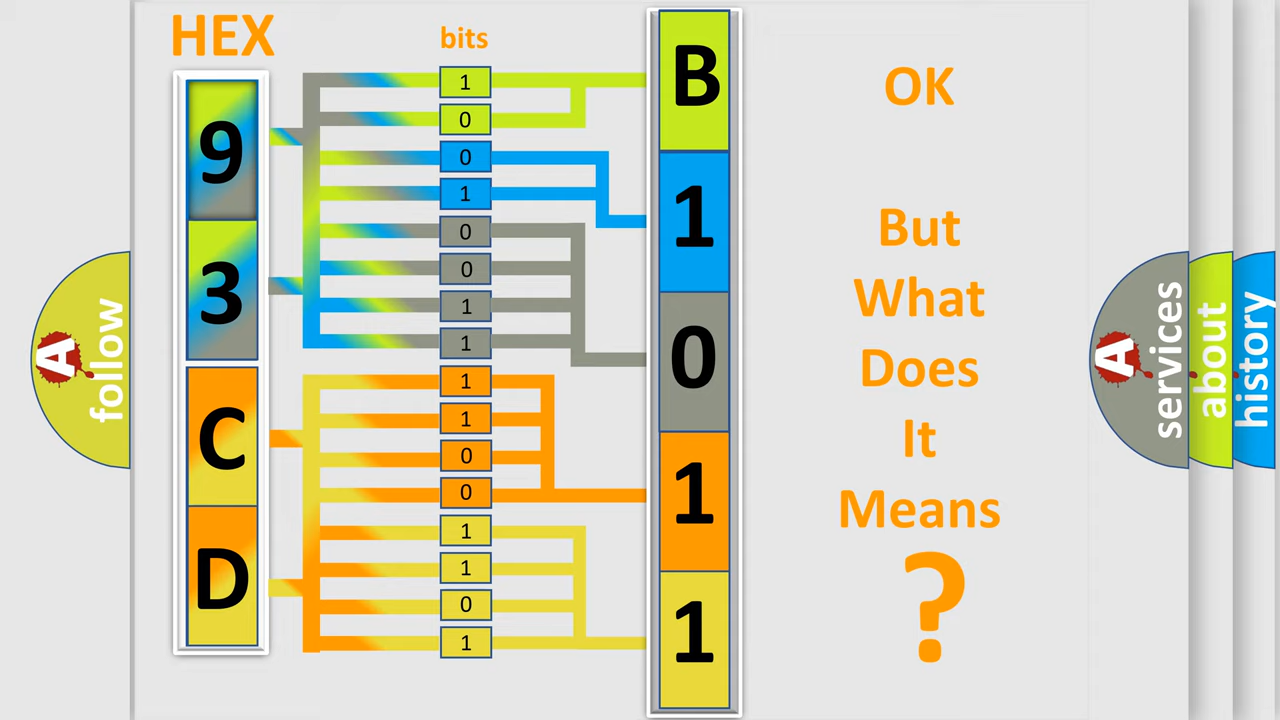 HEX
bits
9
3
C
D
1
0
0
1
0
0
1
1
1
1
0
0
1
1
0
1
B
1
0
1
1
OK
But
What
Does
It
Means
?
A
follow
A
services
about
history